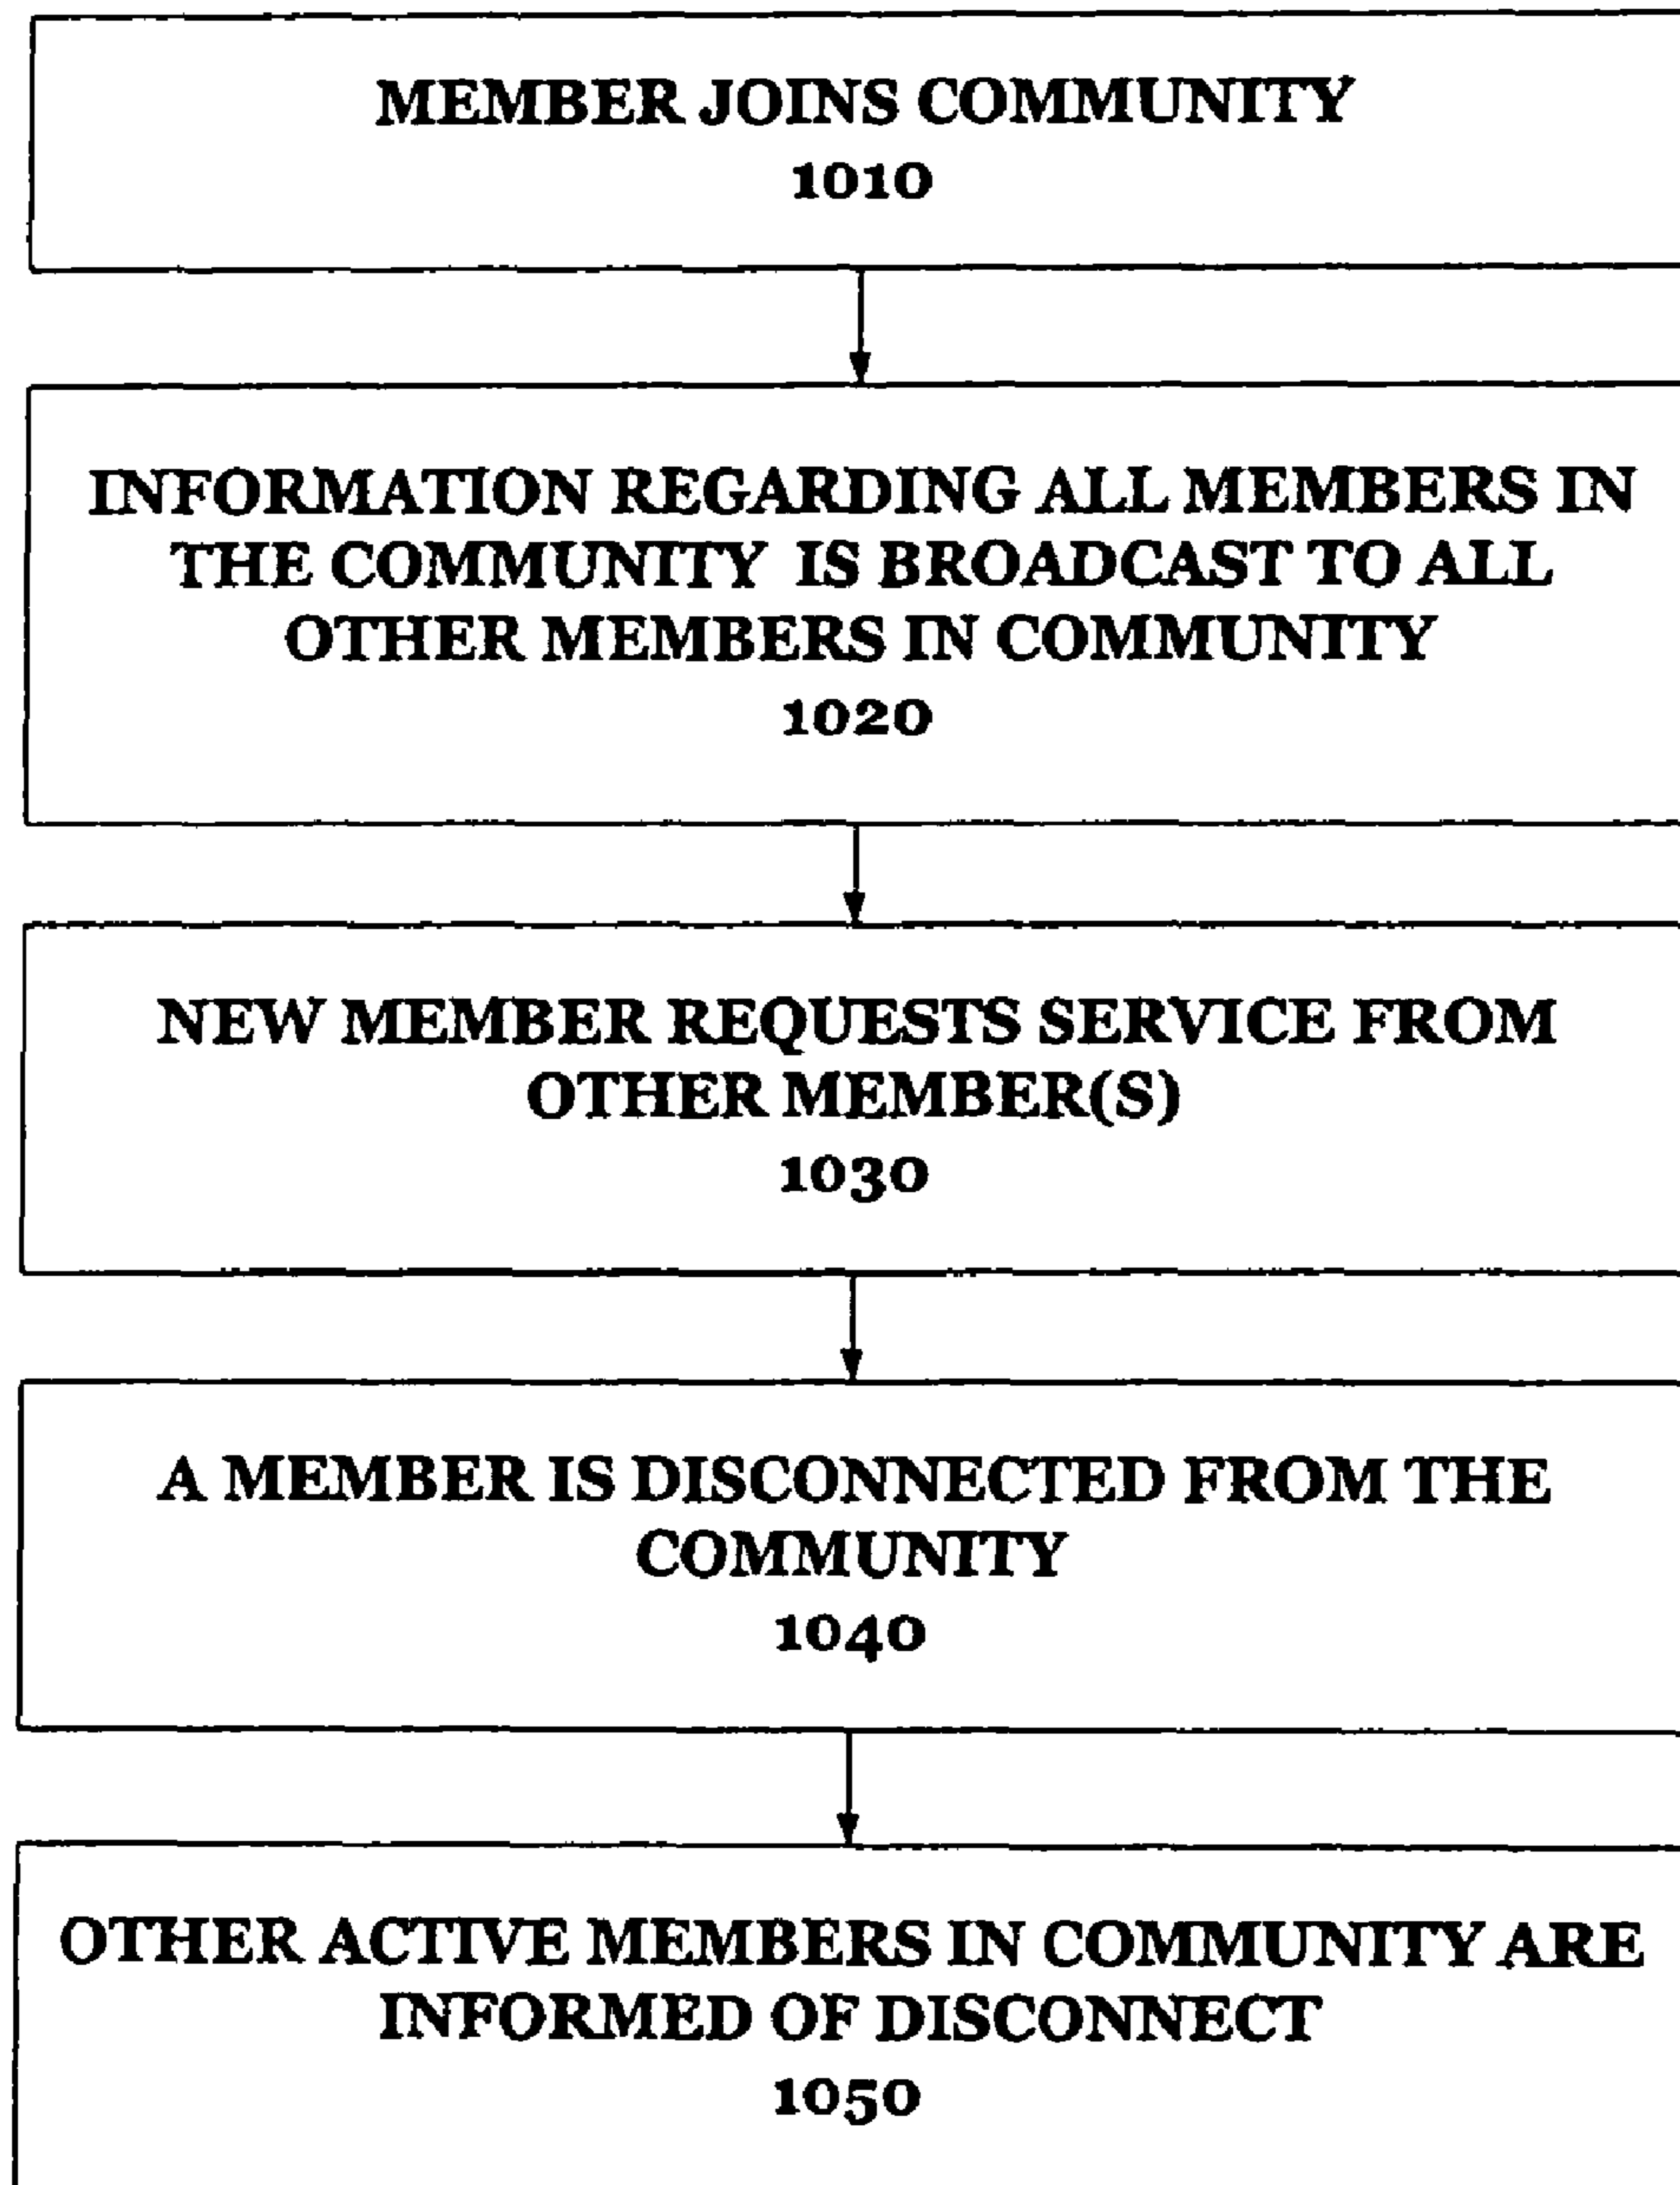 MEMBER JOINS COMMUNITY
1010
INFORMATION REGARDING ALL MEMBERS IN
THE COMMUNITY IS BROADCAST TO ALL
OTHER MEMBERS IN COMMUNITY
1020
NEW MEMBER REQUESTS SERVICE FROM
OTHER MEMBER(S)
1030
A MEMBER IS DISCONNECTED FROM THE
COMMUNITY
1040
OTHER ACTIVE MEMBERS IN COMMUNITY ARE
INFORMED OF DISCONNECT
1050